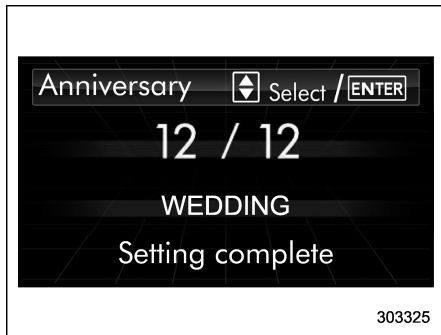 Anniversary Select / ENTER
12 / 12
WEDDING
Setting complete
303325